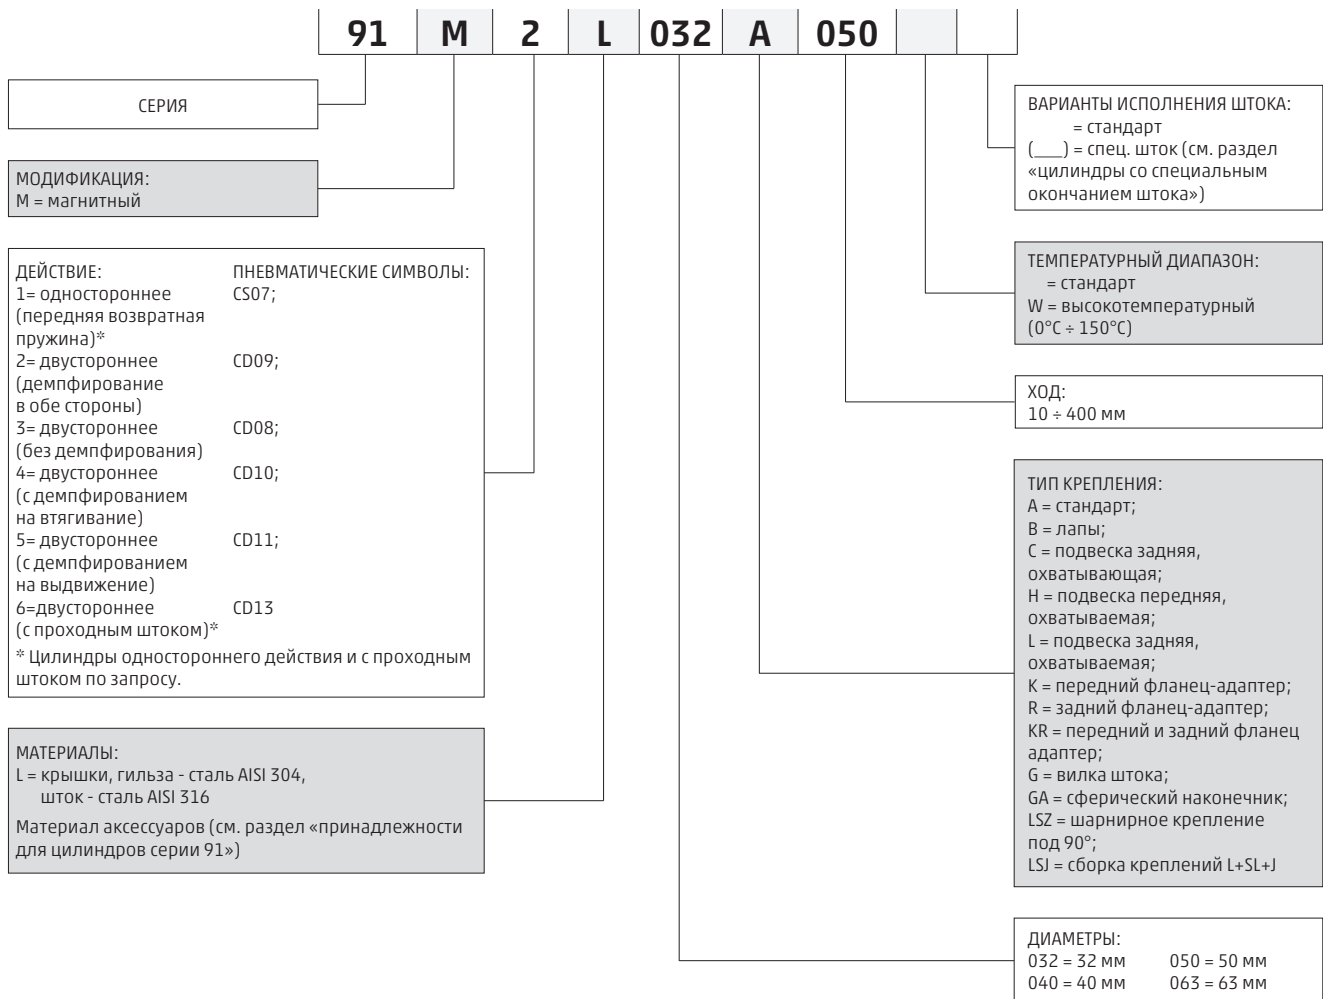 91 M 2 L 032 A 050
СЕРИЯ
МОДИФИКАЦИЯ:
M = магнитный
ДЕЙСТВИЕ: ПНЕВМАТИЧЕСКИЕ СИМВОЛЫ:
1= одностороннее CS07;
(передняя возвратная
пружина)*
2= двустороннее CD09;
(демпфирование
в обе стороны)
3= двустороннее CD08;
(без демпфирования)
4= двустороннее CD10;
(с демпфированием
на втягивание)
5= двустороннее CD11;
(с демпфированием
на выдвижение)
6=двустороннее CD13
(с проходным штоком)*
* Цилиндры одностороннего действия и с проходным
штоком по запросу.
МАТЕРИАЛЫ:
L = крышки, гильза - сталь AISI 304,
шток - сталь AISI 316
Материал аксессуаров (см. раздел «принадлежности
для цилиндров серии 91»)
ВАРИАНТЫ ИСПОЛНЕНИЯ ШТОКА:
= стандарт
(___) = спец. шток (см. раздел
«цилиндры со специальным
окончанием штока»)
ТЕМПЕРАТУРНЫЙ ДИАПАЗОН:
= стандарт
W = высокотемпературный
(0°C ÷ 150°C)
ХОД:
10 ÷ 400 мм
ТИП КРЕПЛЕНИЯ:
A = стандарт;
B = лапы;
C = подвеска задняя,
охватывающая;
H = подвеска передняя,
охватываемая;
L = подвеска задняя,
охватываемая;
K = передний фланец-адаптер;
R = задний фланец-адаптер;
KR = передний и задний фланец
адаптер;
G = вилка штока;
GA = сферический наконечник;
LSZ = шарнирное крепление
под 90°;
LSJ = сборка креплений L+SL+J
ДИАМЕТРЫ:
032 = 32 мм 050 = 50 мм
040 = 40 мм 063 = 63 мм